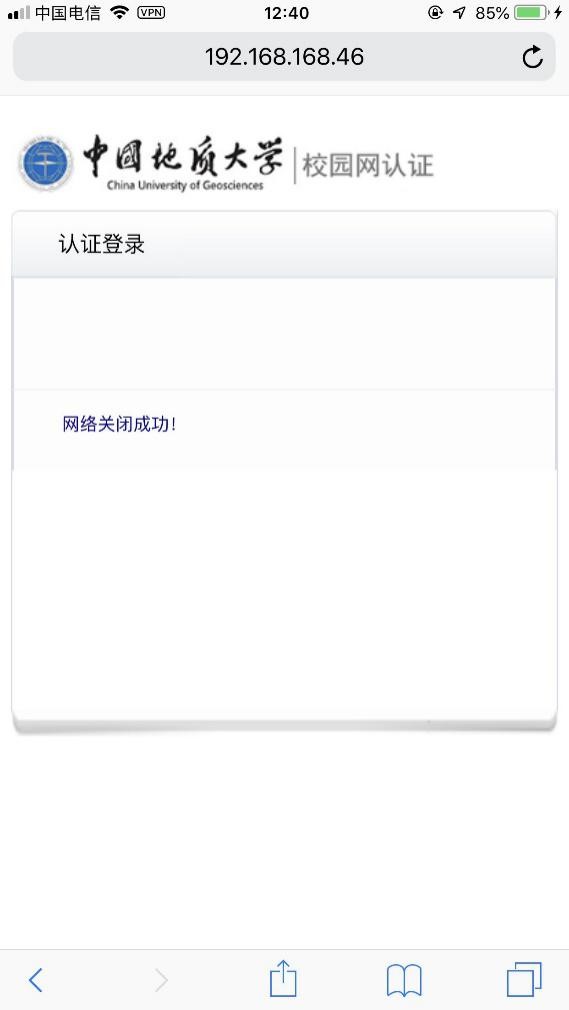 中国电信 VPN 12:40 85%
192.168.168.46
中國地质大学 校园网认证
China University of Geosciences
认证登录
网络关闭成功!